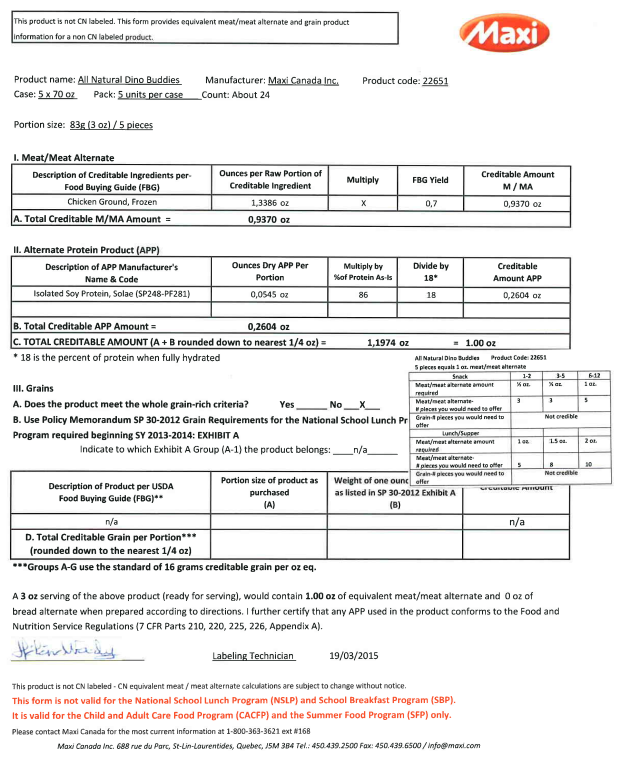 This product is not CN labeled. This form provides equivalent meat/meat alternate and grain product
information for a non CN labeled product.
Maxi
Product name: All Natural Dino Buddies Manufacturer: Maxi Canada Inc. Product code: 22651
Case: 5 x 70 oz Pack: 5 units per case Count: About 24
Portion size: 83g (3 oz) / 5 pieces
I. Meat/Meat Alternate
Description of Creditable Ingredients per- Ounces per Raw Portion of Multiply FBG Yield Creditable Amount
Food Buying Guide (FBG) Creditable Ingredient M / MA
Chicken Ground, Frozen 1,3386 oz X 0,7 0,9370 oz
A. Total Creditable M/MA Amount = 0,9370 oz
II. Alternate Protein Product (APP)
Description of APP Manufacturer's Ounces Dry APP Per Multiply by Divide by Creditable
Name & Code Portion %of Protein As-Is 18* Amount APP
Isolated Soy Protein, Solae (SP248-PF281) 0,0545 oz 86 18 0,2604 oz
B. Total Creditable APP Amount = 0,2604 oz
C. TOTAL CREDITABLE AMOUNT (A + B rounded down to nearest 1/4 oz) = 1,1974 oz = 1.00 oz
* 18 is the percent of protein when fully hydrated
All Natural Dino Buddies Product Code: 22651
5 pieces equals 1 oz. meat/meat alternate
Snack 1-2 3-5 6-12
Meat/meat alternate amount ½ oz. ½ oz. 1 oz.
required
Meat/meat alternate- 3 3 5
# pieces you would need to offer
Grain-# pieces you would need to Not credible
offer
Lunch/Supper
Meat/meat alternate amount 1 oz. 1.5 oz. 2 oz.
required
Meat/meat alternate-
# pieces you would need to offer 5 8 10
Grain-# pieces you would need to Not credible
offer
III. Grains
A. Does the product meet the whole grain-rich criteria? Yes ______ No ___X___
B. Use Policy Memorandum SP 30-2012 Grain Requirements for the National School Lunch Pr
Program required beginning SY 2013-2014: EXHIBIT A
Indicate to which Exhibit A Group (A-1) the product belongs: ____n/a____
Description of Product per USDA Portion size of product as Weight of one ounc Creditable Amount
Food Buying Guide (FBG)** purchased as listed in SP 30-2012 Exhibit A
(A) (B)
n/a n/a
D. Total Creditable Grain per Portion***
(rounded down to the nearest 1/4 oz)
***Groups A-G use the standard of 16 grams creditable grain per oz eq.
A 3 oz serving of the above product (ready for serving), would contain 1.00 oz of equivalent meat/meat alternate and 0 oz of
bread alternate when prepared according to directions. I further certify that any APP used in the product conforms to the Food and
Nutrition Service Regulations (7 CFR Parts 210, 220, 225, 226, Appendix A).
Labeling Technician 19/03/2015
This product is not CN labeled - CN equivalent meat / meat alternate calculations are subject to change without notice.
This form is not valid for the National School Lunch Program (NSLP) and School Breakfast Program (SBP).
It is valid for the Child and Adult Care Food Program (CACFP) and the Summer Food Program (SFP) only.
Please contact Maxi Canada for the most current information at 1-800-363-3621 ext #168
Maxi Canada Inc. 688 rue du Parc, St-Lin-Laurentides, Quebec, J5M 3B4 Tel.: 450.439.2500 Fax: 450.439.6500 / info@maxi.com